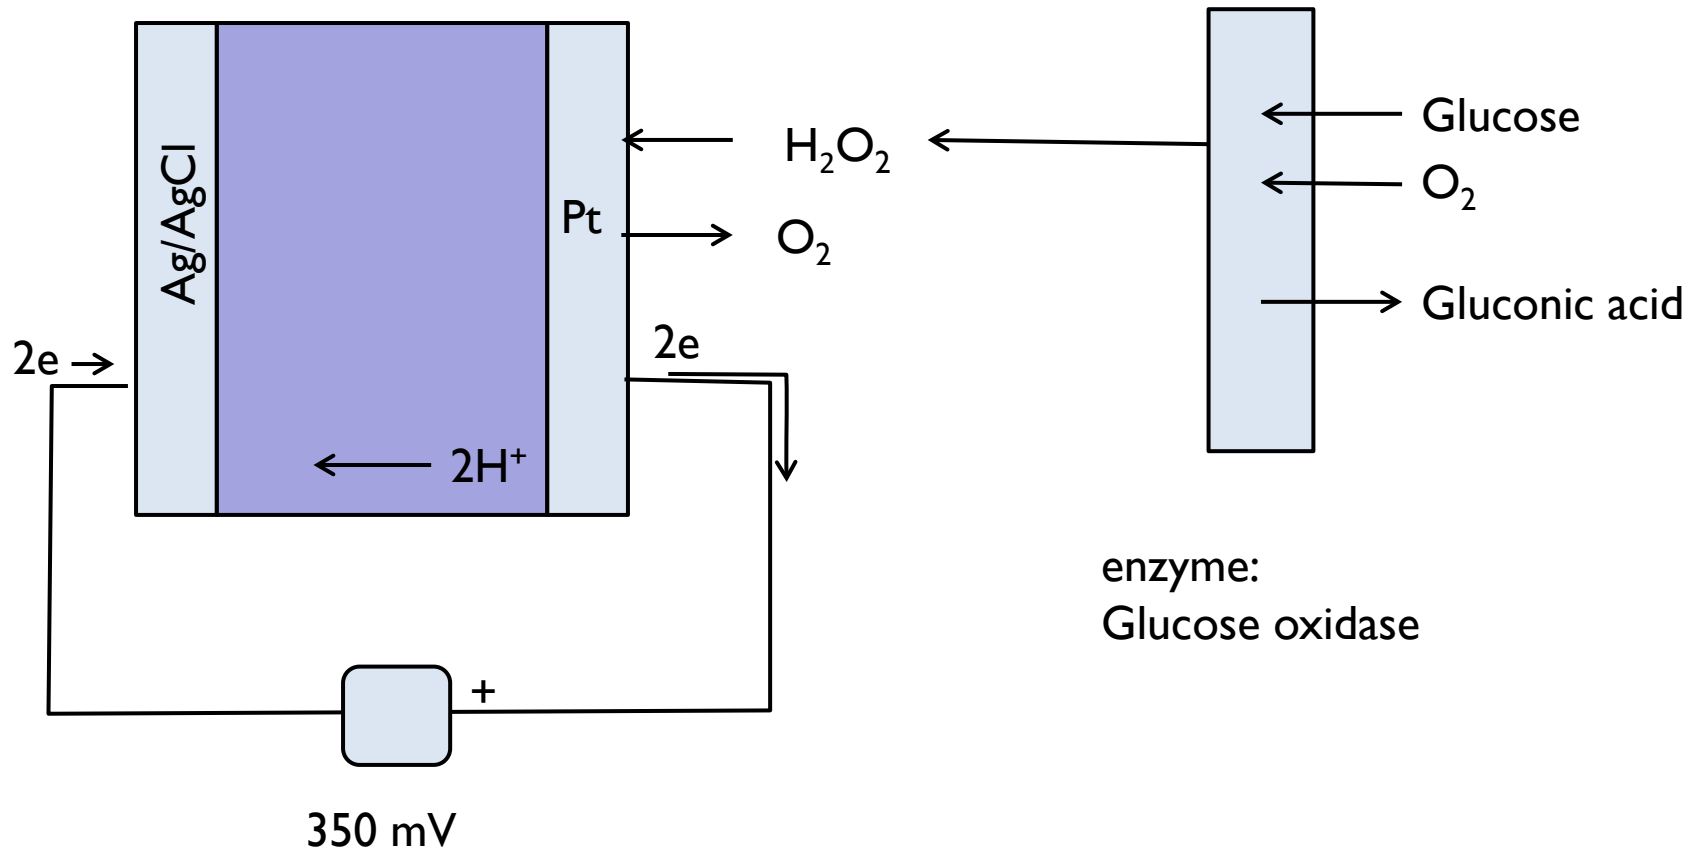 Ag/AgCl
Pt
H₂O₂
O₂
Glucose
O₂
Gluconic acid
2e
2e
2H⁺
enzyme:
Glucose oxidase
+
350 mV